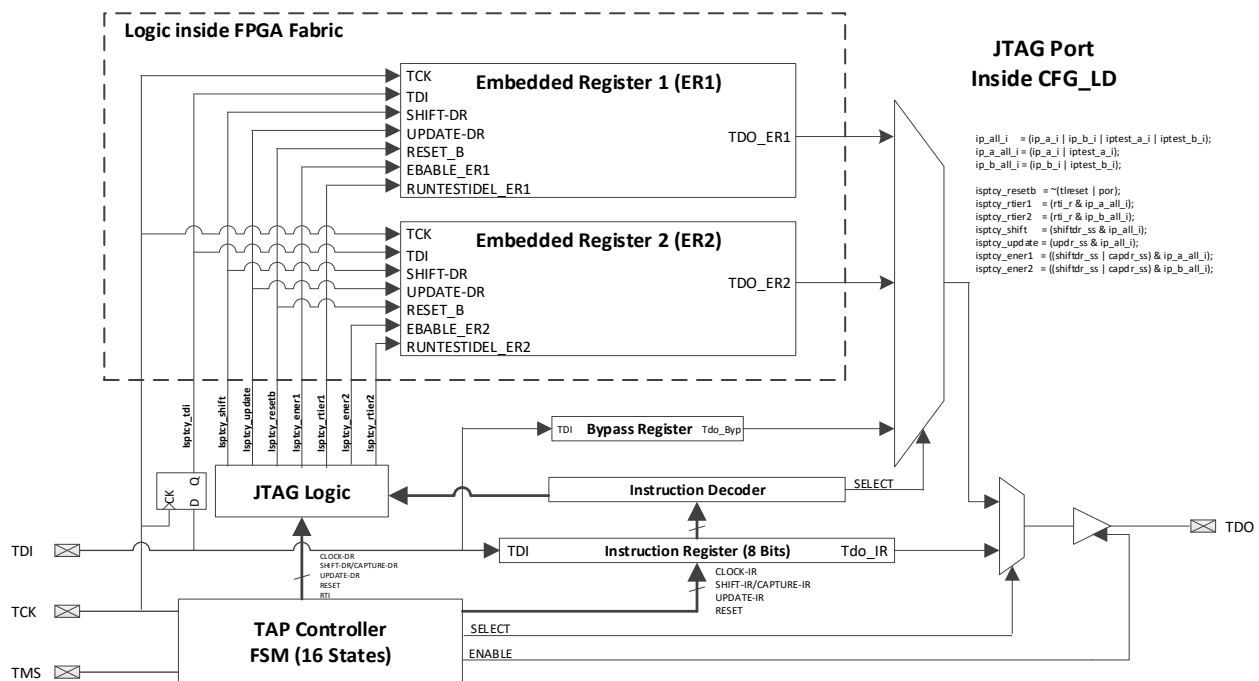 Logic inside FPGA Fabric
JTAG Port
Inside CFG_LD
TCK
TDI
SHIFT-DR
UPDATE-DR
RESET_B
EBABLE_ER1
RUNTESTIDEL_ER1
Embedded Register 1 (ER1)
TDO_ER1
ip_all_i = (ip_a_i | ip_b_i | iptest_a_i | iptest_b_i);
ip_a_all_i = (ip_a_i | iptest_a_i);
ip_b_all_i = (ip_b_i | iptest_b_i);
isptcy_resetb = ~(tlreset | por);
isptcy_rtier1 = (rti_r & ip_a_all_i);
isptcy_rtier2 = (rti_r & ip_b_all_i);
isptcy_shift = (shiftdr_ss & ip_all_i);
isptcy_update = (updr_ss & ip_all_i);
isptcy_ener1 = ((shiftdr_ss | capdr_ss) & ip_a_all_i);
isptcy_ener2 = ((shiftdr_ss | capdr_ss) & ip_b_all_i);
TCK
TDI
SHIFT-DR
UPDATE-DR
RESET_B
EBABLE_ER2
RUNTESTIDEL_ER2
Embedded Register 2 (ER2)
TDO_ER2
Isptcy_tdi
Isptcy_shift
Isptcy_update
Isptcy_resetb
Isptcy_ener1
Isptcy_rtier1
Isptcy_ener2
Isptcy_rtier2
TDI Bypass Register Tdo_Byp
CK
D
Q
JTAG Logic
Instruction Decoder
SELECT
TDI
TDI Instruction Register (8 Bits) Tdo_IR
TDO
CLOCK-DR
SHIFT-DR/CAPTURE-DR
UPDATE-DR
RESET
RTI
CLOCK-IR
SHIFT-IR/CAPTURE-IR
UPDATE-IR
RESET
TCK
TMS
TAP Controller
FSM (16 States)
SELECT
ENABLE